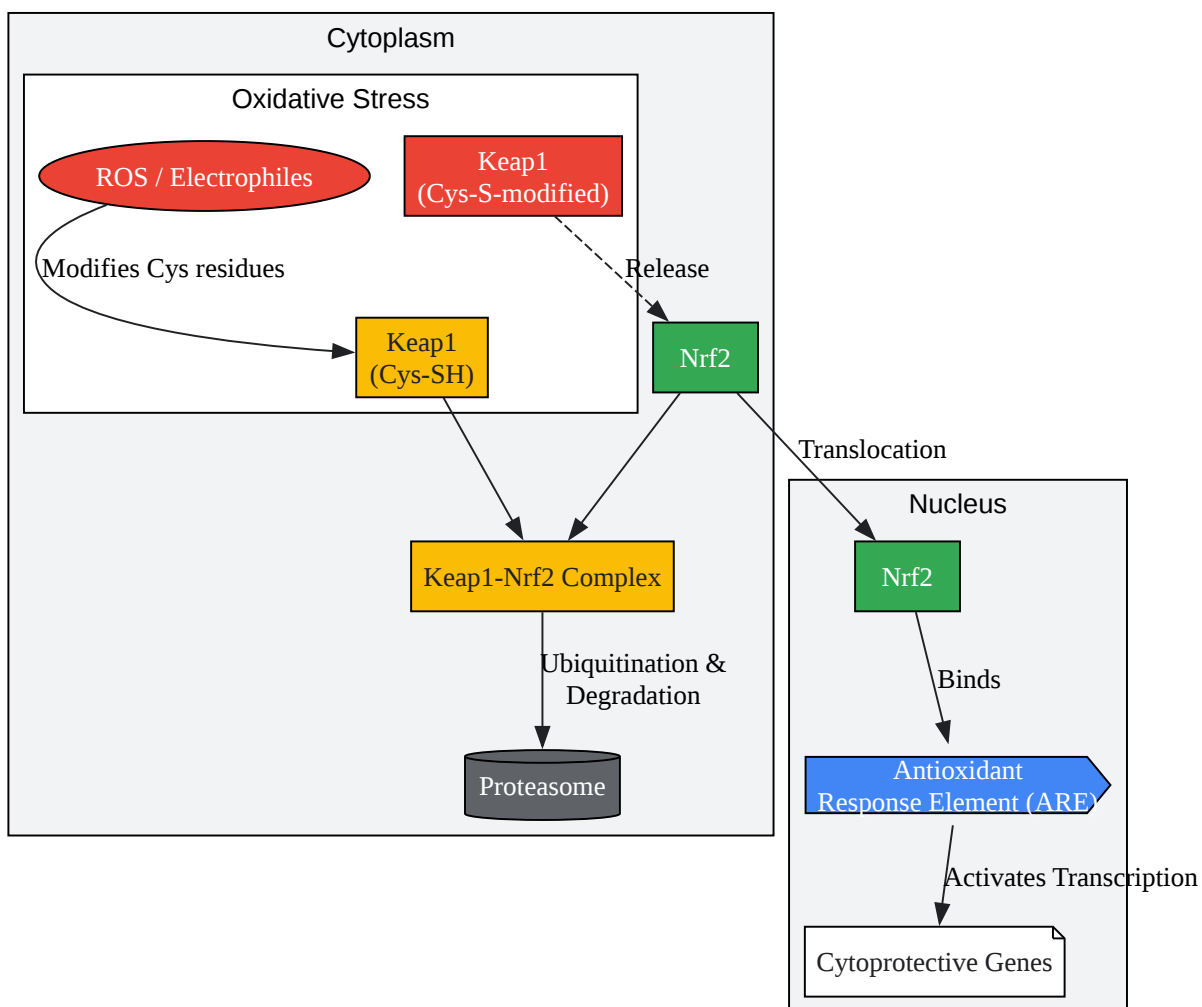 Cytoplasm
Oxidative Stress
ROS / Electrophiles
Keap1
(Cys-S-modified)
Modifies Cys residues
Release
Keap1
(Cys-SH)
Nrf2
Translocation
Nucleus
Keap1-Nrf2 Complex
Nrf2
Ubiquitination &
Degradation
Binds
Proteasome
Antioxidant
Response Element (ARE)
Activates Transcription
Cytoprotective Genes